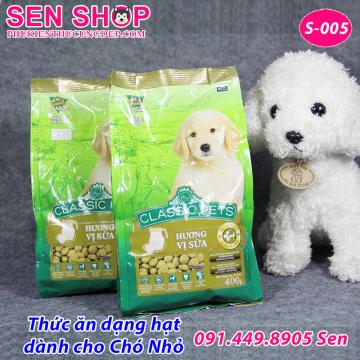 SEN SHOP
PHUKIENTHUCUNGDEP.COM
S-005
CLASSIC PETS
CLASSIC PETS
HƯƠNG
VỊ SỮA
HƯƠNG
VỊ SỮA
400g
Thức ăn dạng hạt
dành cho Chó Nhỏ
091.449.8905 Sen